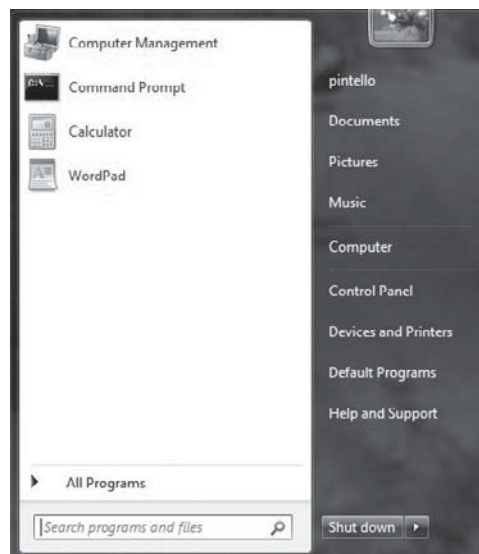 Computer Management
Command Prompt
Calculator
WordPad
All Programs
Search programs and files
pintello
Documents
Pictures
Music
Computer
Control Panel
Devices and Printers
Default Programs
Help and Support
Shut down